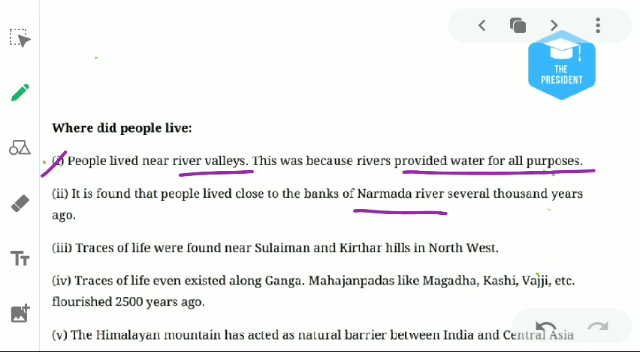 THE
PRESIDENT
Where did people live:
(i) People lived near river valleys. This was because rivers provided water for all purposes.
(ii) It is found that people lived close to the banks of Narmada river several thousand years
ago.
(iii) Traces of life were found near Sulaiman and Kirthar hills in North West.
(iv) Traces of life even existed along Ganga. Mahajanpadas like Magadha, Kashi, Vajji, etc.
flourished 2500 years ago.
(v) The Himalayan mountain has acted as natural barrier between India and Central Asia
TT